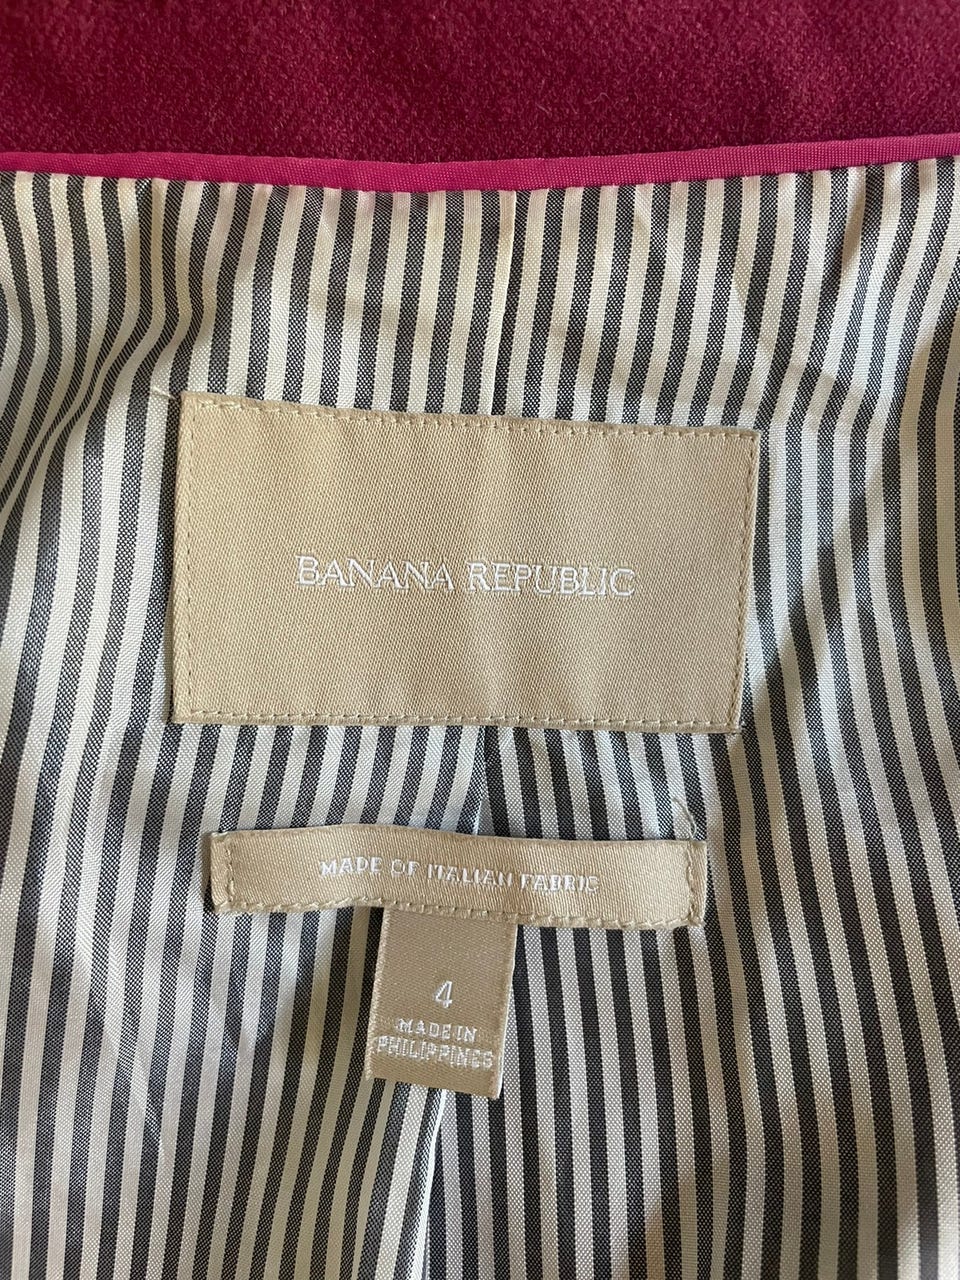 BANANA REPUBLIC
MADE OF ITALIAN FABRIC
4
MADE IN
PHILIPPINES